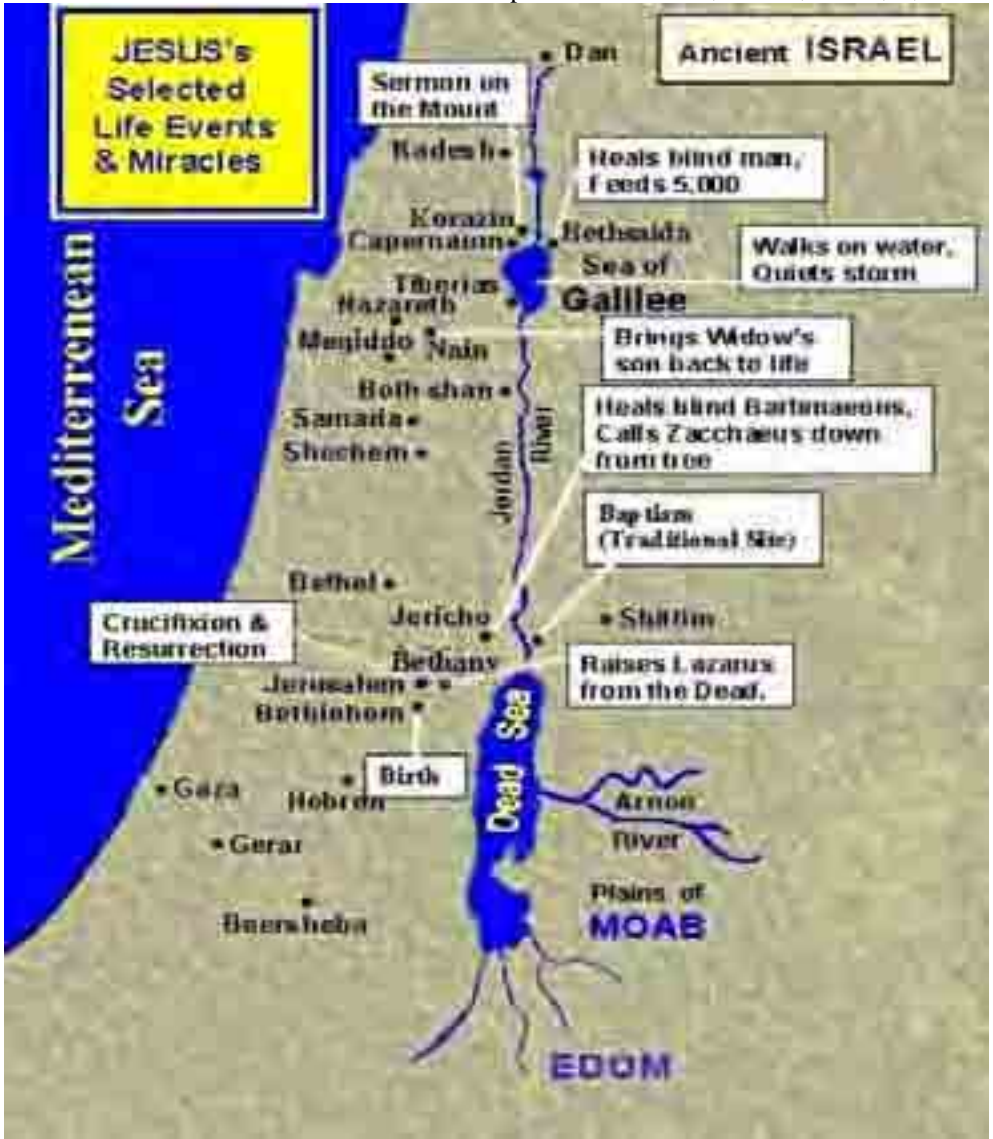 JESUS's
Selected
Life Events
& Miracles
Ancient ISRAEL
Dan
Sermon on
the Mount
Kadesh
Heals blind man,
Feeds 5,000
Korazin
Capernaum
Bethsaida
Walks on water,
Quiets storm
Sea of
Galilee
Tiberias
Nazareth
Megiddo
Nain
Brings Widow's
son back to life
Beth-shan
Heals blind Bartimaeons,
Calls Zacchaeus down
from tree
Samada
Shechem
Jordan
River
Mediterrenean
Sea
Baptism
(Traditional Site)
Bethel
Jericho
Shittim
Crucifixion &
Resurrection
Bethany
Raises Lazarus
from the Dead.
Jerusalem
Bethlehem
Birth
Dead Sea
Gaza
Hebron
Arnon
River
Gerar
Plains of
MOAB
Beersheba
EDOM